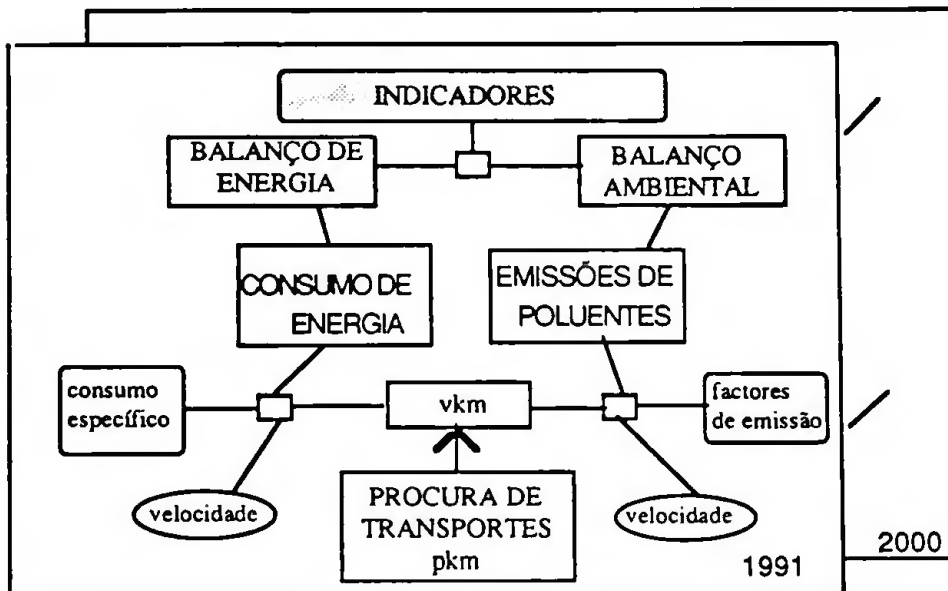 INDICADORES
BALANÇO DE
ENERGIA
BALANÇO
AMBIENTAL
CONSUMO DE
ENERGIA
EMISSÕES DE
POLUENTES
consumo
específico
vkm
factores
de emissão
velocidade
PROCURA DE
TRANSPORTES
pkm
velocidade
1991
2000